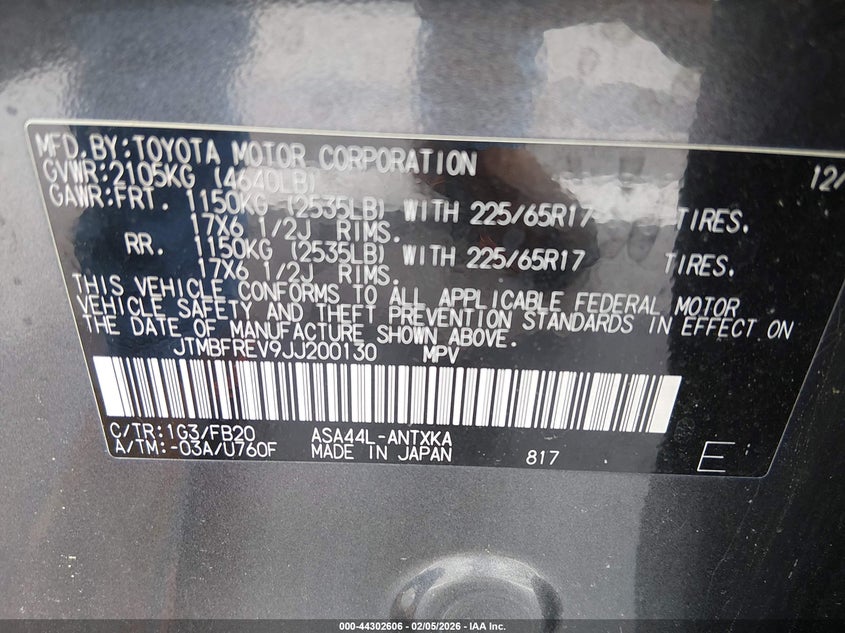 MFD.BY:TOYOTA MOTOR CORPORATION 12/
GVWR:2105KG (4640LB)
GAWR:FRT. 1150KG (2535LB) WITH 225/65R17 TIRES.
17X6 1/2J RIMS.
RR. 1150KG (2535LB) WITH 225/65R17 TIRES.
17X6 1/2J RIMS.
THIS VEHICLE CONFORMS TO ALL APPLICABLE FEDERAL MOTOR
VEHICLE SAFETY AND THEFT PREVENTION STANDARDS IN EFFECT ON
THE DATE OF MANUFACTURE SHOWN ABOVE.
JTMBFREV9JJ200130 MPV
C/TR:1G3/FB20 ASA44L-ANTXKA
A/TM:-03A/U760F MADE IN JAPAN 817 E
000-44302606 - 02/05/2026 - IAA Inc.